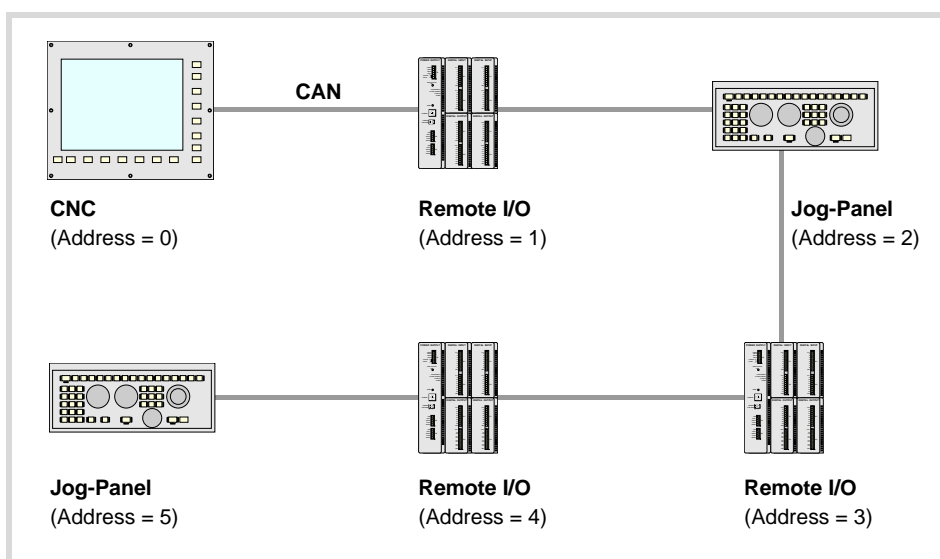 CAN
CNC
(Address = 0)
Remote I/O
(Address = 1)
Jog-Panel
(Address = 2)
Jog-Panel
(Address = 5)
Remote I/O
(Address = 4)
Remote I/O
(Address = 3)